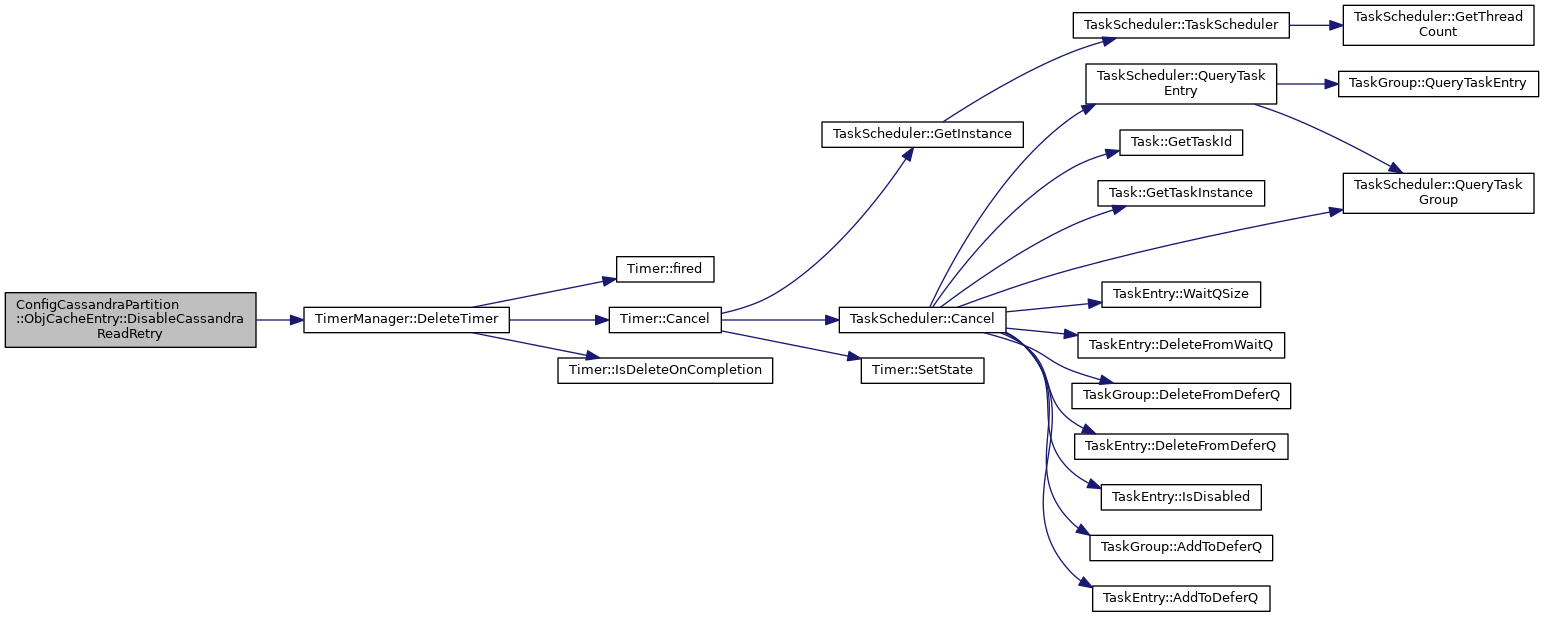 ConfigCassandraPartition
::ObjCacheEntry::DisableCassandra
ReadRetry
TimerManager::DeleteTimer
Timer::fired
Timer::Cancel
Timer::IsDeleteOnCompletion
TaskScheduler::GetInstance
TaskScheduler::Cancel
Timer::SetState
TaskScheduler::TaskScheduler
TaskScheduler::QueryTask
Entry
Task::GetTaskId
Task::GetTaskInstance
TaskEntry::WaitQSize
TaskEntry::DeleteFromWaitQ
TaskGroup::DeleteFromDeferQ
TaskEntry::DeleteFromDeferQ
TaskEntry::IsDisabled
TaskGroup::AddToDeferQ
TaskEntry::AddToDeferQ
TaskScheduler::GetThread
Count
TaskGroup::QueryTaskEntry
TaskScheduler::QueryTask
Group